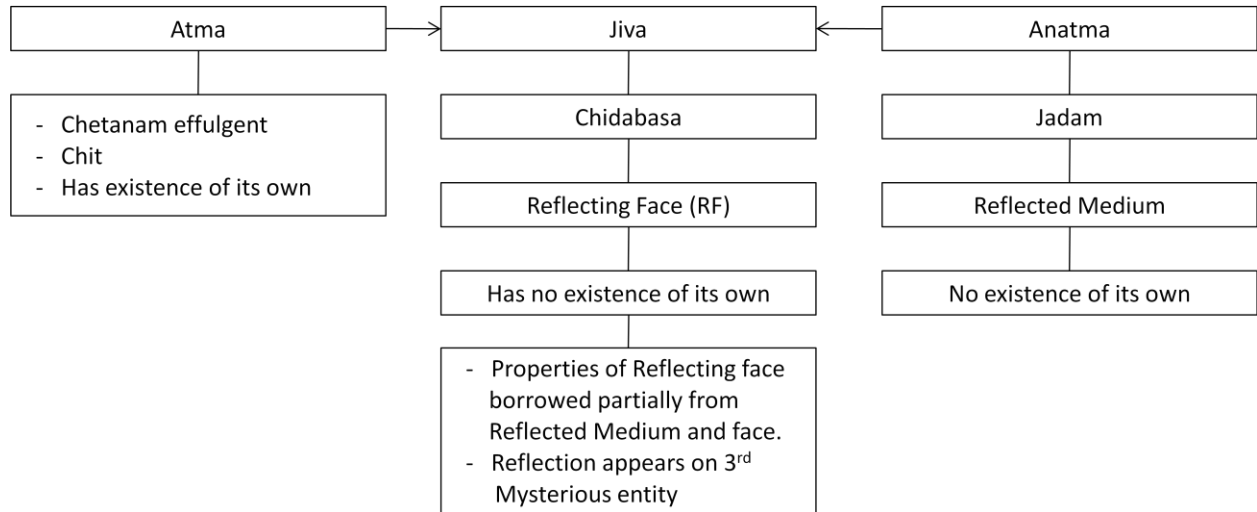 Atma
Jiva
Anatma
- Chetanam effulgent
- Chit
- Has existence of its own
Chidabasa
Jadam
Reflecting Face (RF)
Reflected Medium
Has no existence of its own
No existence of its own
- Properties of Reflecting face
borrowed partially from
Reflected Medium and face.
- Reflection appears on 3rd
Mysterious entity